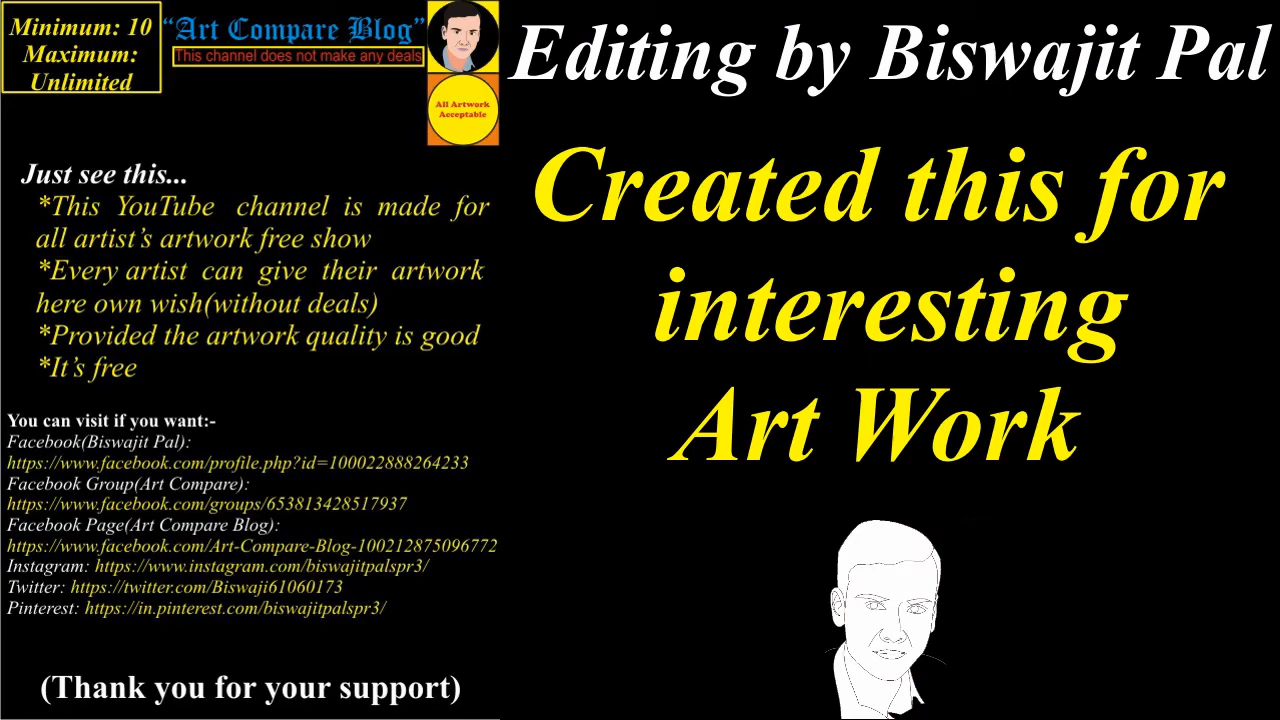 Minimum: 10
Maximum:
Unlimited
“Art Compare Blog”
This channel does not make any deals
All Artwork
Acceptable
Just see this...
*This YouTube channel is made for
all artist’s artwork free show
*Every artist can give their artwork
here own wish(without deals)
*Provided the artwork quality is good
*It’s free
You can visit if you want:-
Facebook(Biswajit Pal):
https://www.facebook.com/profile.php?id=100022888264233
Facebook Group(Art Compare):
https://www.facebook.com/groups/653813428517937
Facebook Page(Art Compare Blog):
https://www.facebook.com/Art-Compare-Blog-100212875096772
Instagram: https://www.instagram.com/biswajitpalspr3/
Twitter: https://twitter.com/Biswaji61060173
Pinterest: https://in.pinterest.com/biswajitpalspr3/
(Thank you for your support)
Editing by Biswajit Pal
Created this for
interesting
Art Work